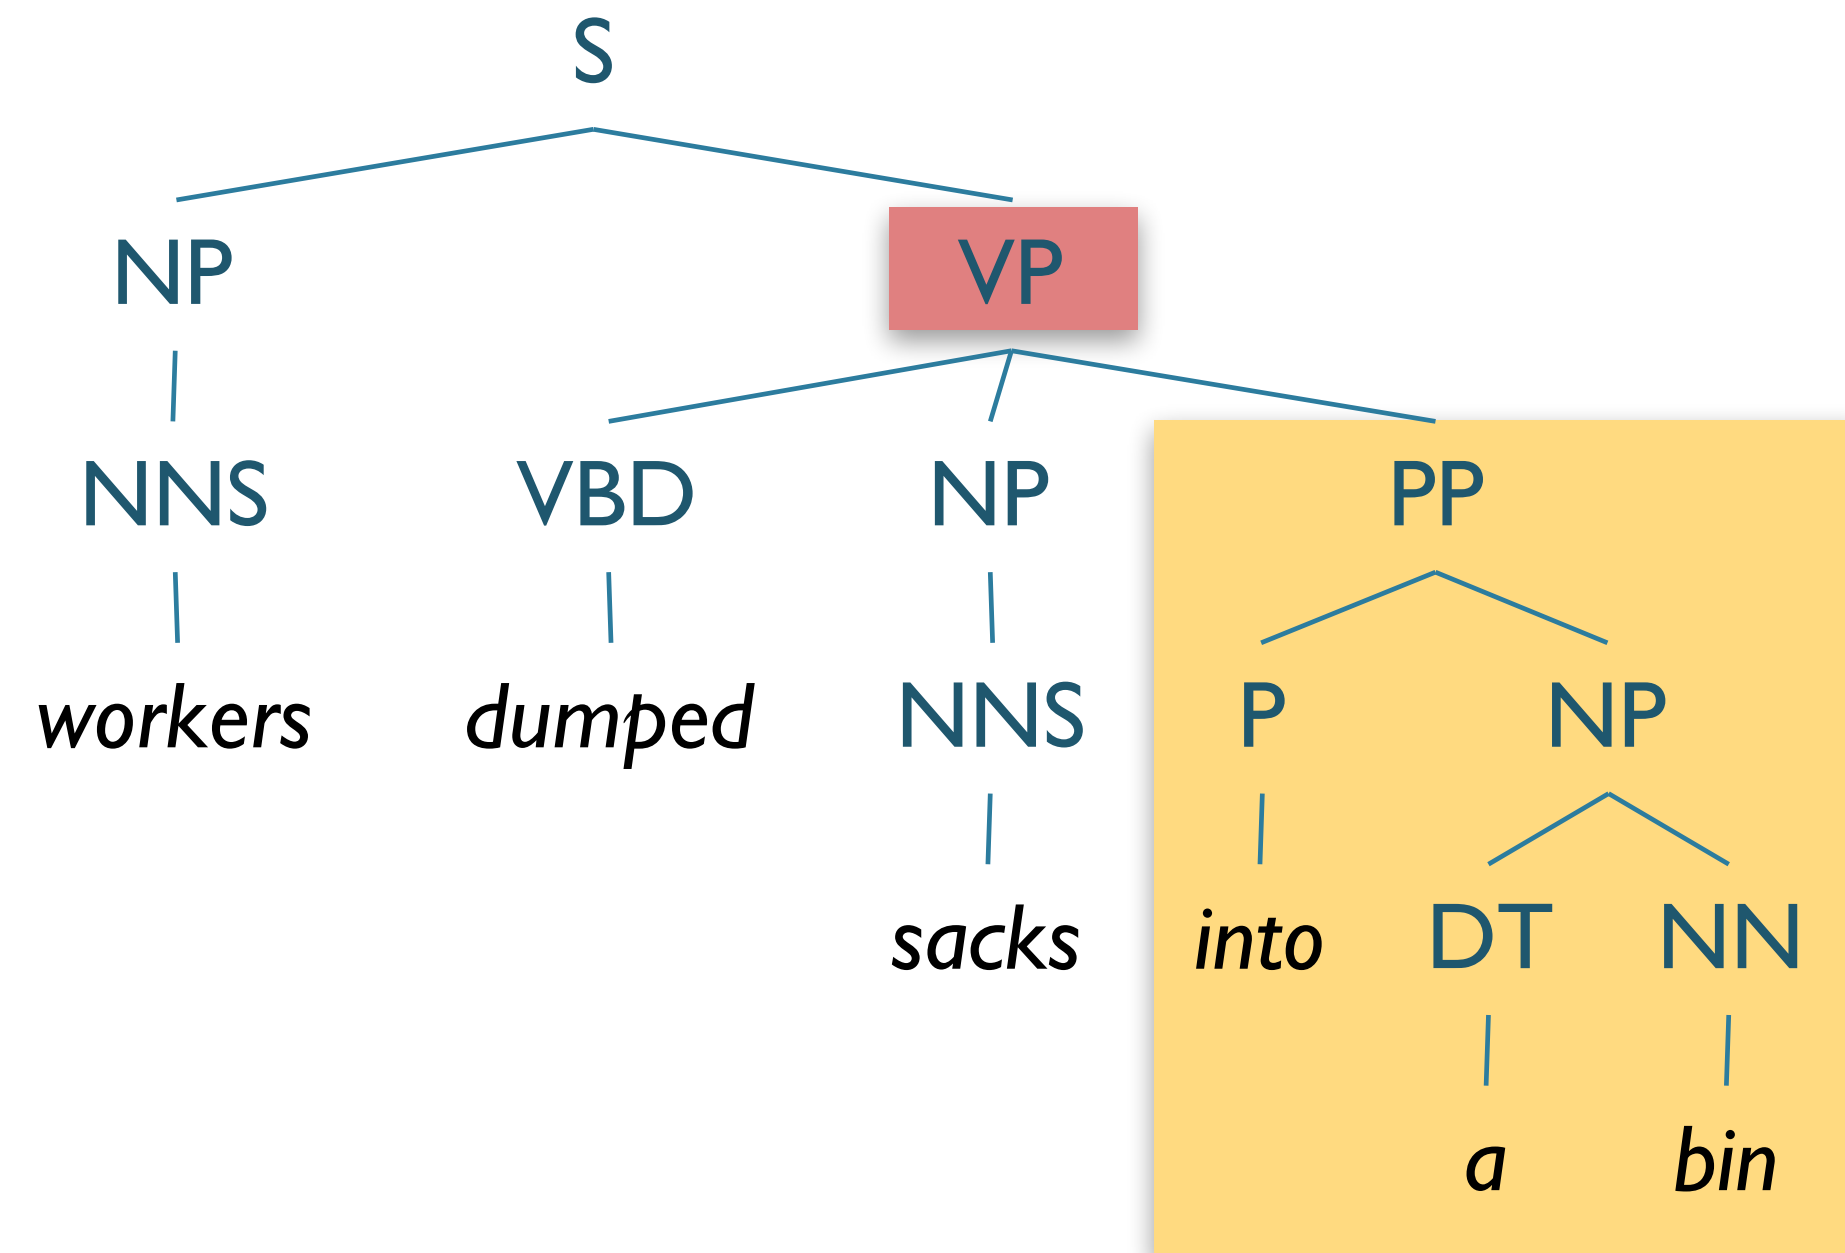 S
NP VP
NNS VBD NP PP
workers dumped NNS P NP
sacks into DT NN
a bin